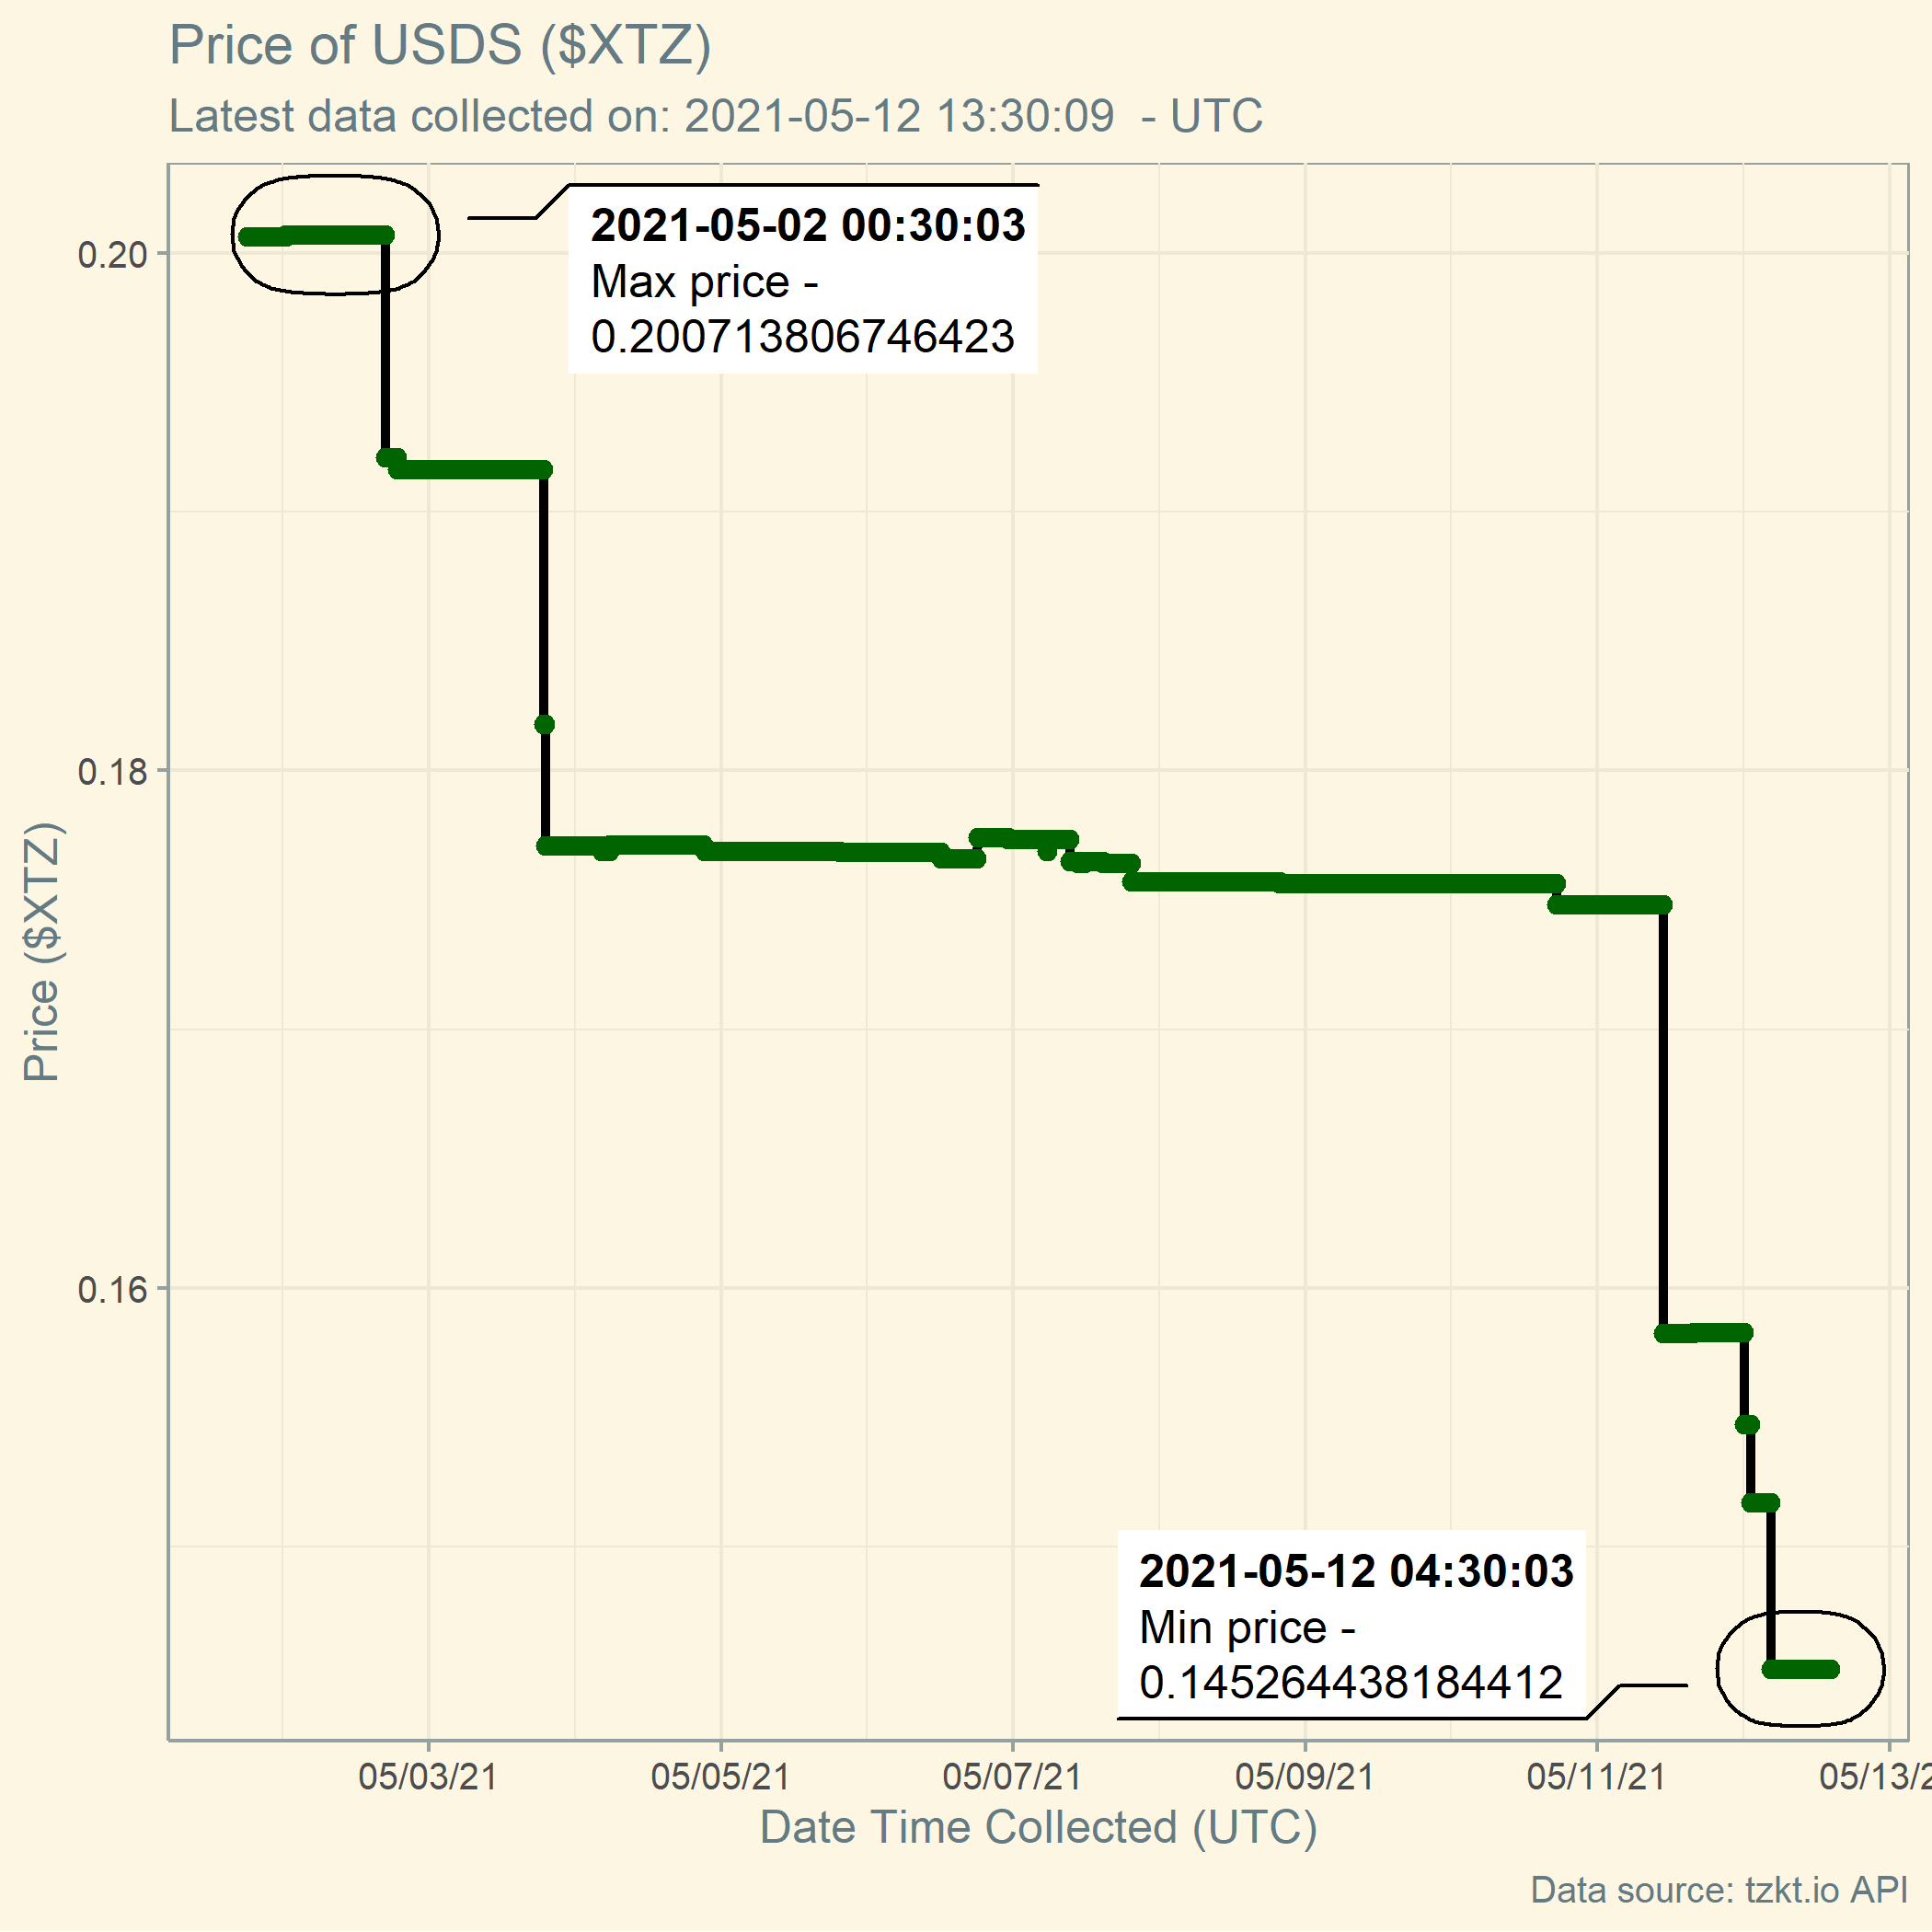 Price of USDS ($XTZ)
Latest data collected on: 2021-05-12 13:30:09  - UTC
2021-05-02 00:30:03
Max price -
0.200713806746423
0.20
0.18
0.16
Price ($XTZ)
2021-05-12 04:30:03
Min price -
0.145264438184412
05/03/21
05/05/21
05/07/21
05/09/21
05/11/21
05/13/2
Date Time Collected (UTC)
Data source: tzkt.io API